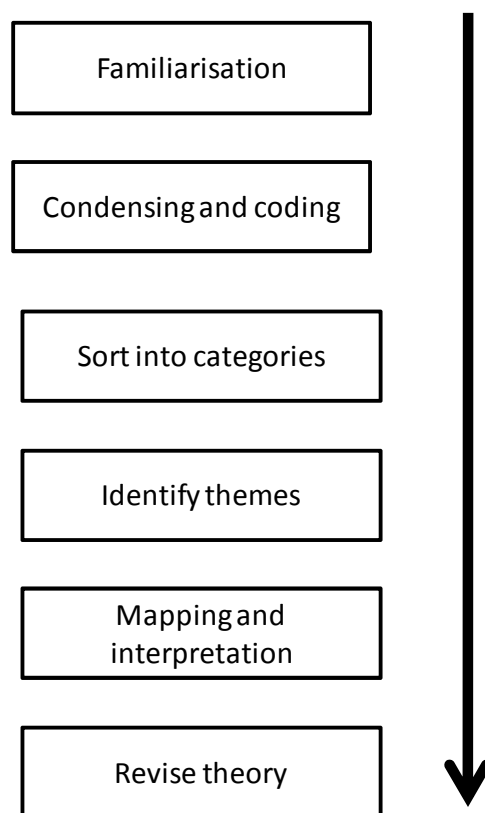 Familiarisation
Condensing and coding
Sort into categories
Identify themes
Mapping and
interpretation
Revise theory